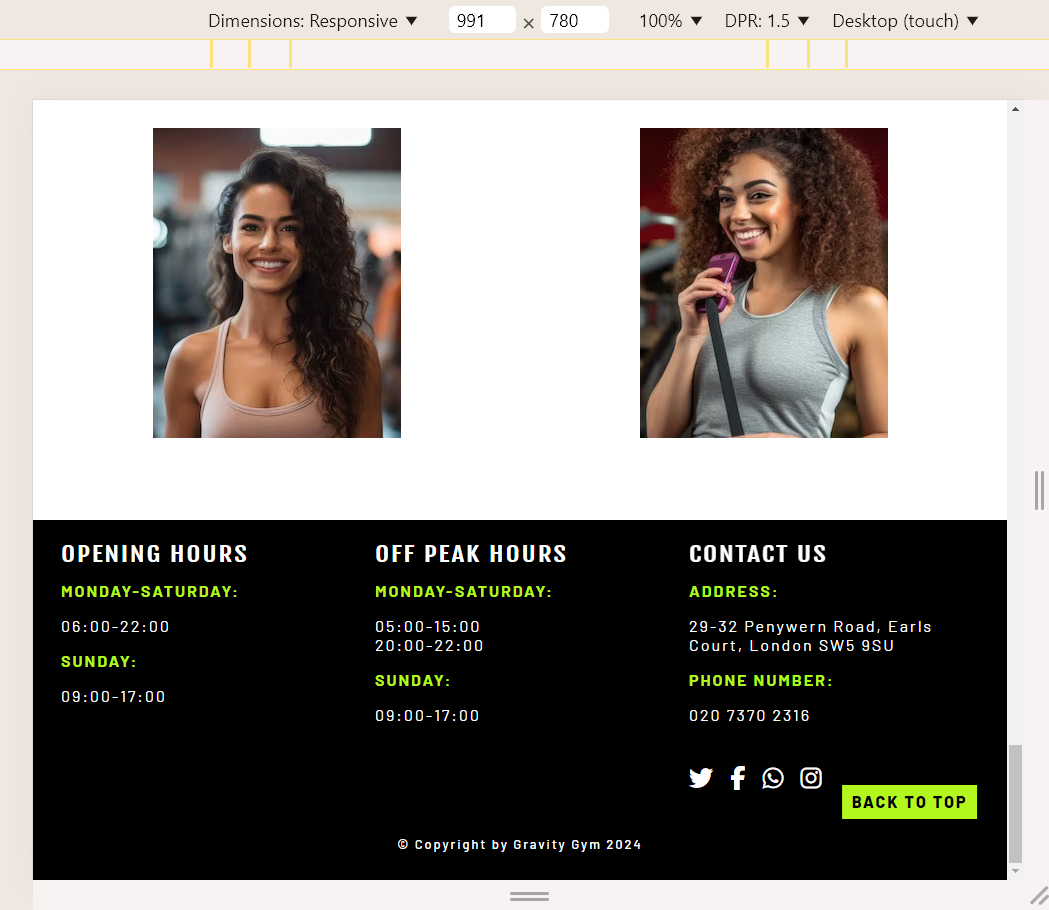 Dimensions: Responsive ▼ 991 × 780 100% ▼ DPR: 1.5 ▼ Desktop (touch) ▼
OPENING HOURS
MONDAY-SATURDAY:
06:00-22:00
SUNDAY:
09:00-17:00
OFF PEAK HOURS
MONDAY-SATURDAY:
05:00-15:00
20:00-22:00
SUNDAY:
09:00-17:00
CONTACT US
ADDRESS:
29-32 Penywern Road, Earls
Court, London SW5 9SU
PHONE NUMBER:
020 7370 2316
BACK TO TOP
© Copyright by Gravity Gym 2024